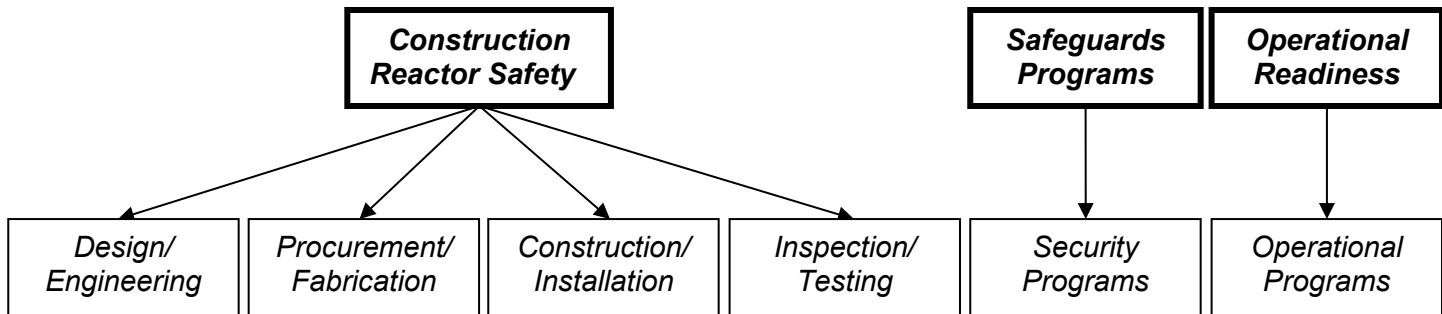 Construction
Reactor Safety
Safeguards
Programs
Operational
Readiness
Design/
Engineering
Procurement/
Fabrication
Construction/
Installation
Inspection/
Testing
Security
Programs
Operational
Programs